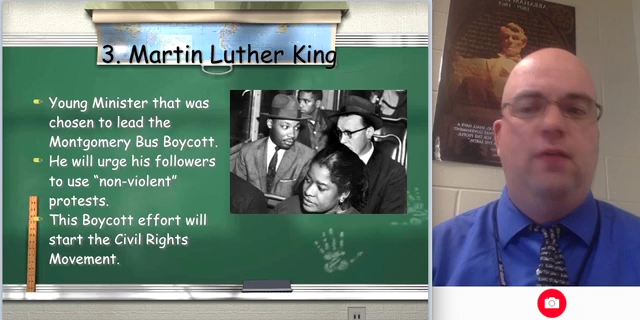 3. Martin Luther King
Young Minister that was
chosen to lead the
Montgomery Bus Boycott.
He will urge his followers
to use “non-violent”
protests.
This Boycott effort will
start the Civil Rights
Movement.